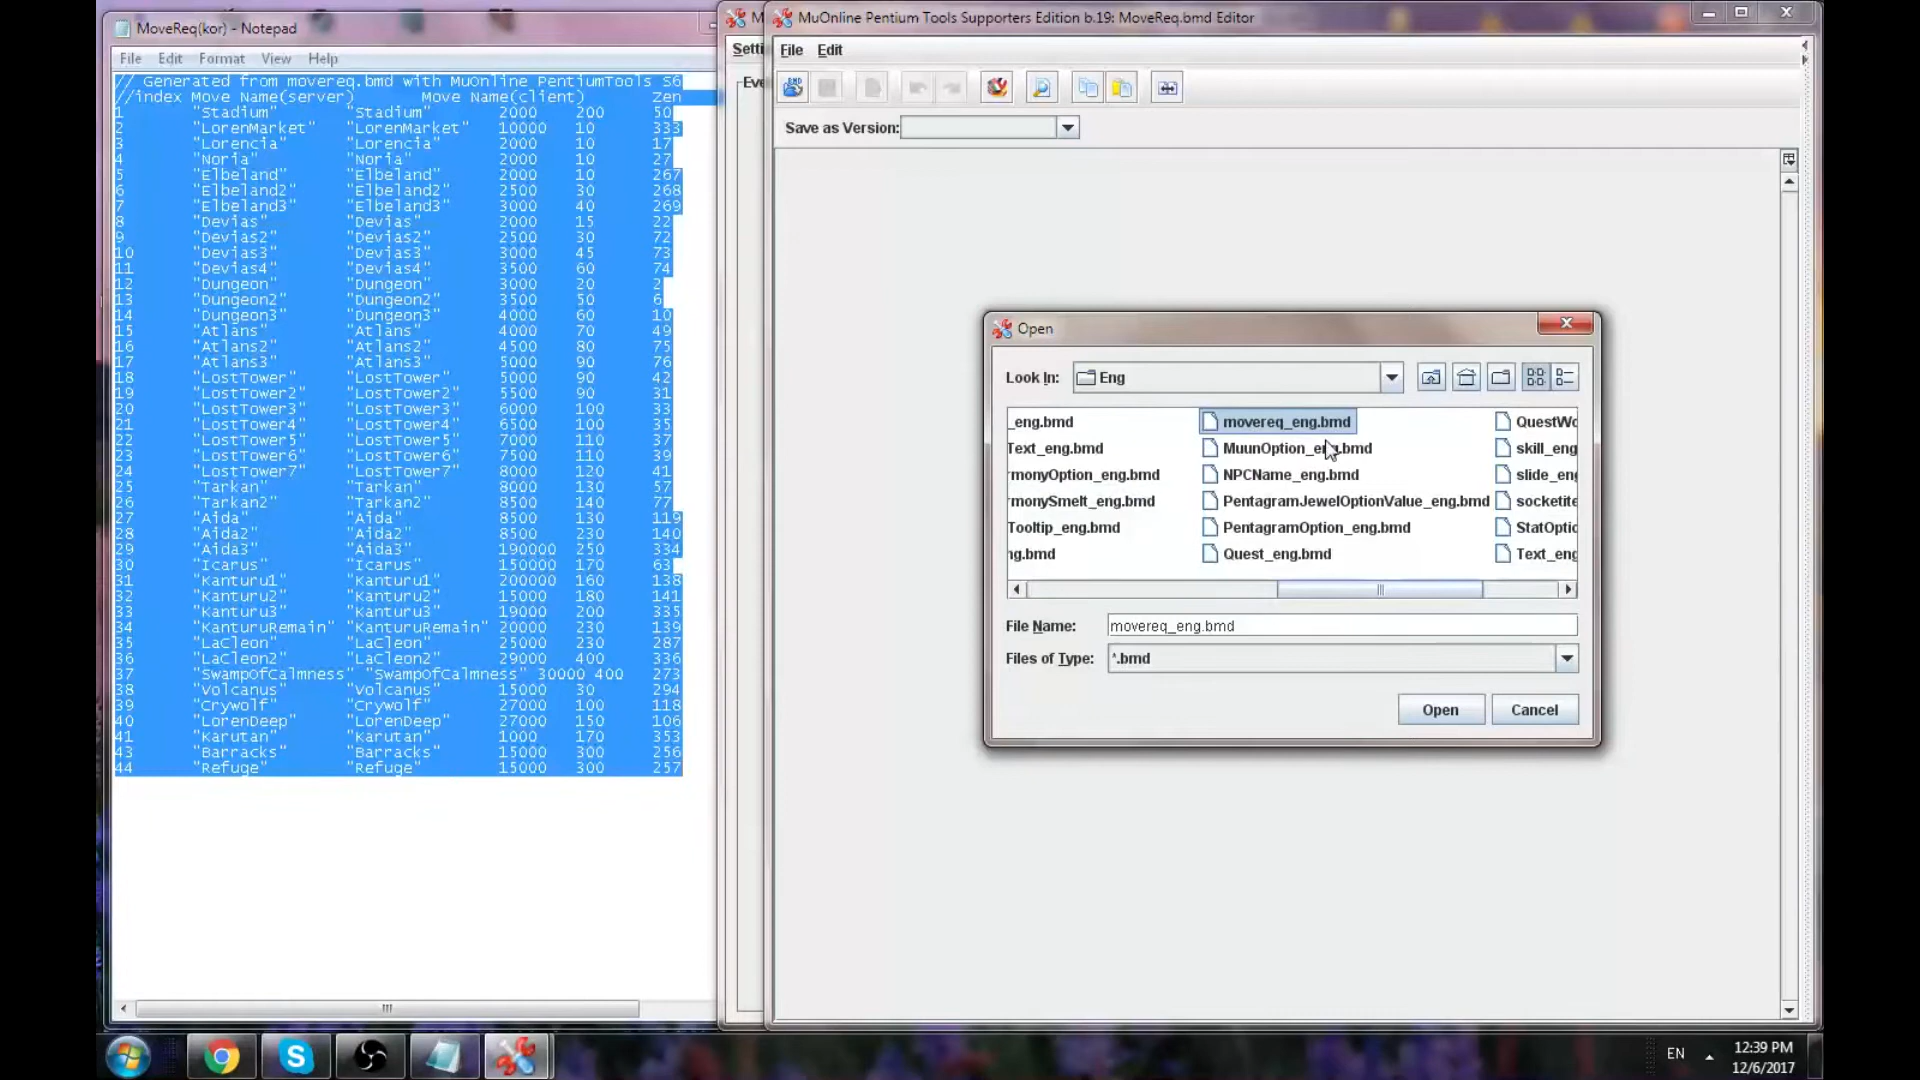 MoveReq(kor) - Notepad
File Edit Format View Help
// Generated from movereq.bmd with MuOnline PentiumTools S6
//index Move Name(server) Move Name(client) Zen
1 "Stadium" "Stadium" 2000 200 50
2 "LorenMarket" "LorenMarket" 10000 10 333
3 "Lorencia" "Lorencia" 2000 10 17
4 "Noria" "Noria" 2000 10 27
5 "Elbeland" "Elbeland" 2000 10 267
6 "Elbeland2" "Elbeland2" 2500 30 268
7 "Elbeland3" "Elbeland3" 3000 40 269
8 "Devias" "Devias" 2000 15 22
9 "Devias2" "Devias2" 2500 30 72
10 "Devias3" "Devias3" 3000 45 73
11 "Devias4" "Devias4" 3500 60 74
12 "Dungeon" "Dungeon" 3000 20 2
13 "Dungeon2" "Dungeon2" 3500 50 6
14 "Dungeon3" "Dungeon3" 4000 60 10
15 "Atlans" "Atlans" 4000 70 49
16 "Atlans2" "Atlans2" 4500 80 75
17 "Atlans3" "Atlans3" 5000 90 76
18 "LostTower" "LostTower" 5000 90 42
19 "LostTower2" "LostTower2" 5500 90 31
20 "LostTower3" "LostTower3" 6000 100 33
21 "LostTower4" "LostTower4" 6500 100 35
22 "LostTower5" "LostTower5" 7000 110 37
23 "LostTower6" "LostTower6" 7500 110 39
24 "LostTower7" "LostTower7" 8000 120 41
25 "Tarkan" "Tarkan" 8000 130 57
26 "Tarkan2" "Tarkan2" 8500 140 77
27 "Aida" "Aida" 8500 130 119
28 "Aida2" "Aida2" 8500 230 140
29 "Aida3" "Aida3" 190000 250 334
30 "Icarus" "Icarus" 150000 170 63
31 "Kanturu1" "Kanturu1" 200000 160 138
32 "Kanturu2" "Kanturu2" 15000 180 141
33 "Kanturu3" "Kanturu3" 19000 200 335
34 "KanturuRemain" "KanturuRemain" 20000 230 139
35 "LaCleon" "LaCleon" 25000 230 287
36 "LaCleon2" "LaCleon2" 29000 400 336
37 "SwampOfCalmness" "SwampOfCalmness" 30000 400 273
38 "Volcanus" "Volcanus" 15000 30 294
39 "Crywolf" "Crywolf" 27000 100 118
40 "LorenDeep" "LorenDeep" 27000 150 106
41 "Karutan" "Karutan" 1000 170 353
43 "Barracks" "Barracks" 15000 300 256
44 "Refuge" "Refuge" 15000 300 257
M
Setti
Eve
MuOnline Pentium Tools Supporters Edition b.19: MoveReq.bmd Editor
File Edit
BMD
Save as Version:
Open
Look In: Eng
_eng.bmd movereq_eng.bmd QuestWo
Text_eng.bmd MuunOption_eng.bmd skill_eng
rmonyOption_eng.bmd NPCName_eng.bmd slide_eng
rmonySmelt_eng.bmd PentagramJewelOptionValue_eng.bmd socketite
Tooltip_eng.bmd PentagramOption_eng.bmd StatOptic
ng.bmd Quest_eng.bmd Text_eng
File Name: movereq_eng.bmd
Files of Type: *.bmd
Open Cancel
EN
12:39 PM
12/6/2017